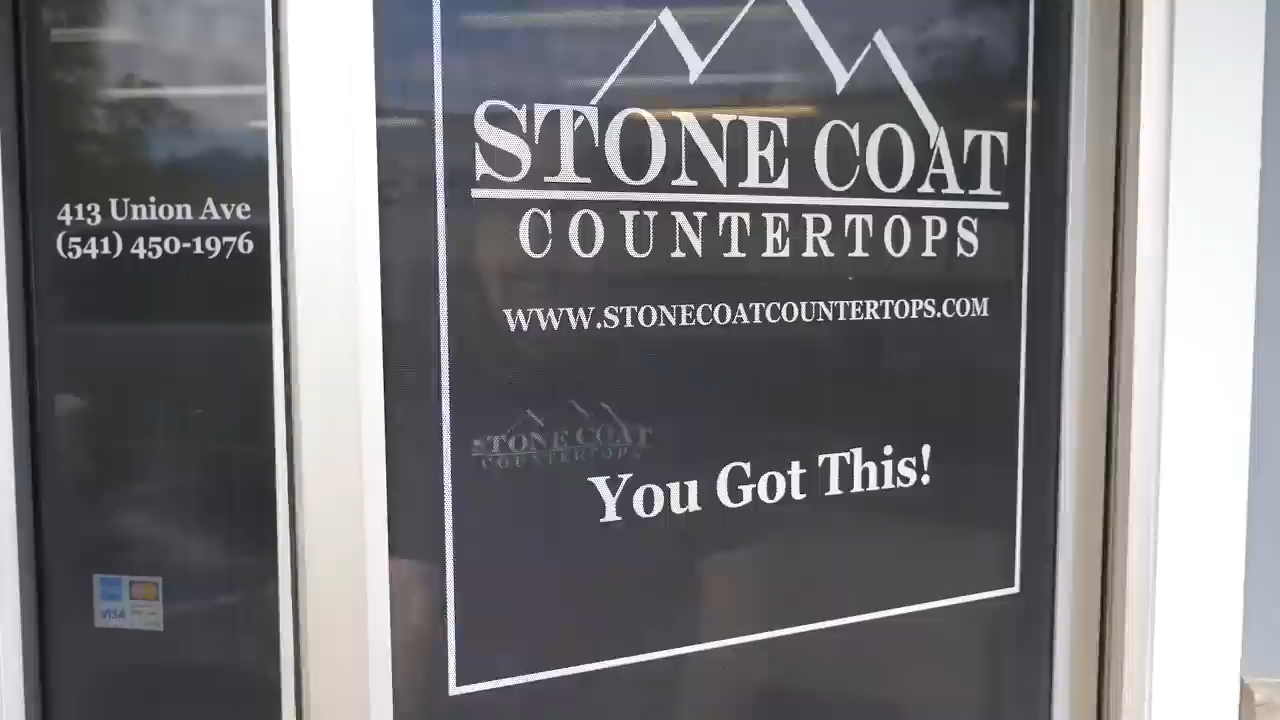 413 Union Ave
(541) 450-1976
STONE COAT
COUNTERTOPS
WWW.STONECOATCOUNTERTOPS.COM
STONE COAT
COUNTERTOPS
You Got This!
VISA